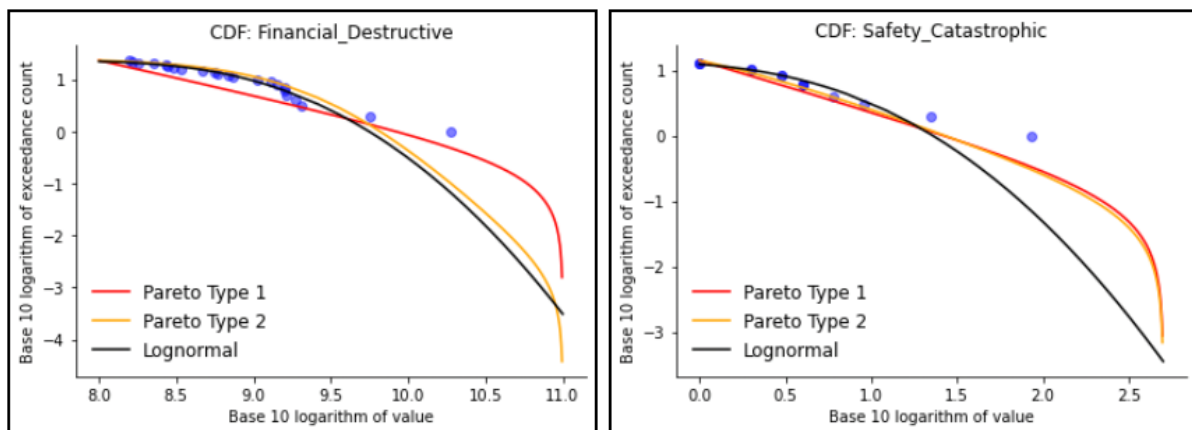 CDF: Financial_Destructive
Base 10 logarithm of exceedance count
1
0
−1
−2
−3
−4
Pareto Type 1
Pareto Type 2
Lognormal
8.0 8.5 9.0 9.5 10.0 10.5 11.0
Base 10 logarithm of value
CDF: Safety_Catastrophic
Base 10 logarithm of exceedance count
1
0
−1
−2
−3
Pareto Type 1
Pareto Type 2
Lognormal
0.0 0.5 1.0 1.5 2.0 2.5
Base 10 logarithm of value